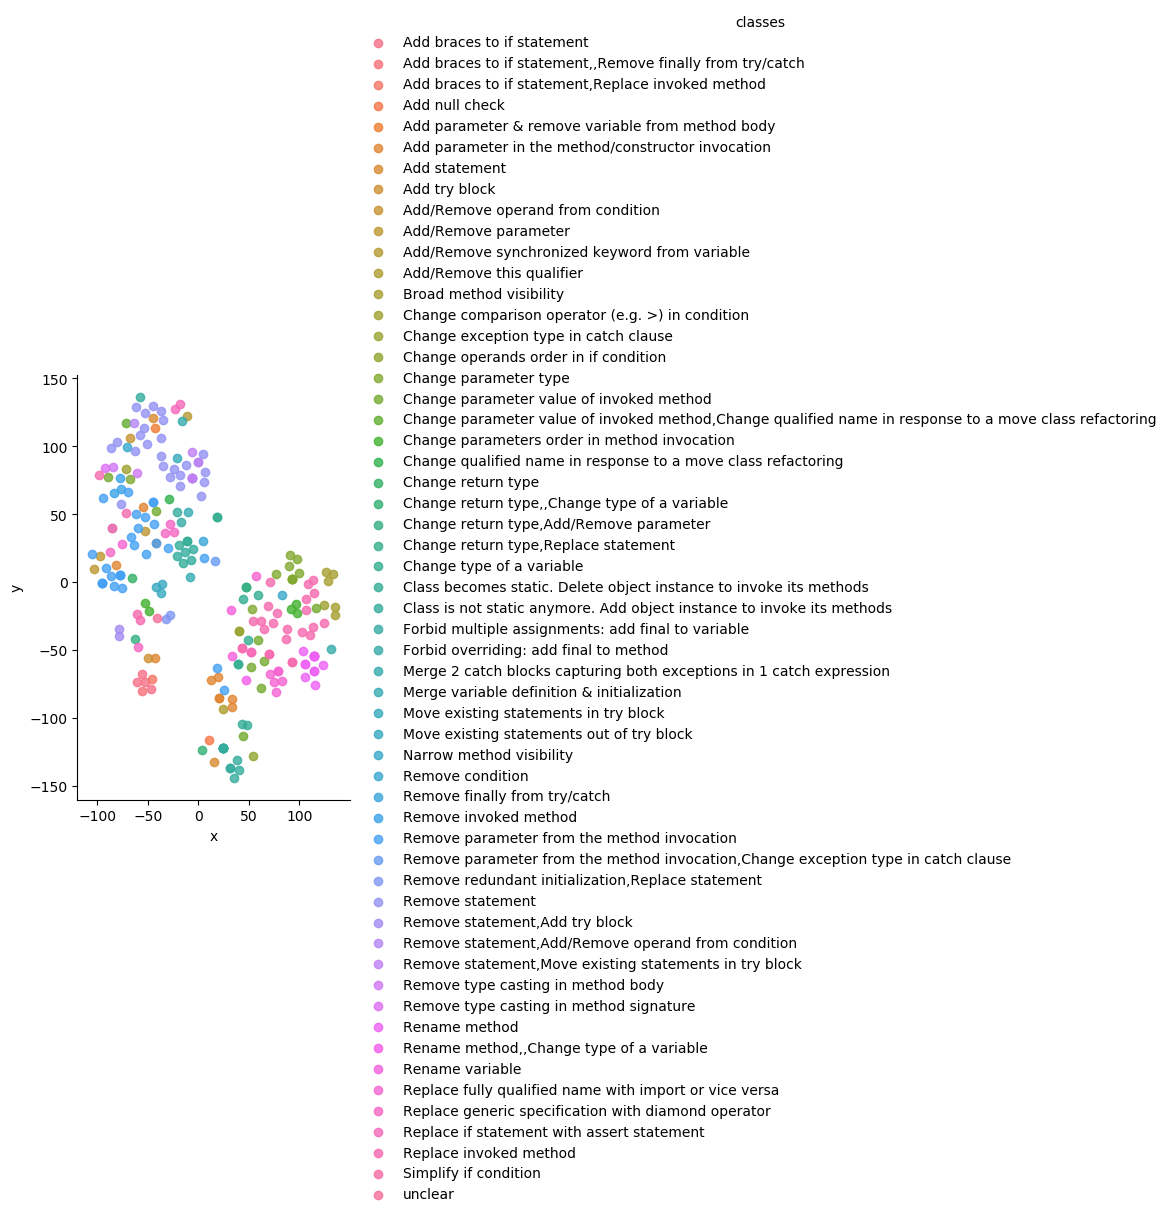 classes
Add braces to if statement
Add braces to if statement,,Remove finally from try/catch
Add braces to if statement,Replace invoked method
Add null check
Add parameter & remove variable from method body
Add parameter in the method/constructor invocation
Add statement
Add try block
Add/Remove operand from condition
Add/Remove parameter
Add/Remove synchronized keyword from variable
Add/Remove this qualifier
Broad method visibility
Change comparison operator (e.g. >) in condition
Change exception type in catch clause
Change operands order in if condition
Change parameter type
Change parameter value of invoked method
Change parameter value of invoked method,Change qualified name in response to a move class refactoring
Change parameters order in method invocation
Change qualified name in response to a move class refactoring
Change return type
Change return type,,Change type of a variable
Change return type,Add/Remove parameter
Change return type,Replace statement
Change type of a variable
Class becomes static. Delete object instance to invoke its methods
Class is not static anymore. Add object instance to invoke its methods
Forbid multiple assignments: add final to variable
Forbid overriding: add final to method
Merge 2 catch blocks capturing both exceptions in 1 catch expression
Merge variable definition & initialization
Move existing statements in try block
Move existing statements out of try block
Narrow method visibility
Remove condition
Remove finally from try/catch
Remove invoked method
Remove parameter from the method invocation
Remove parameter from the method invocation,Change exception type in catch clause
Remove redundant initialization,Replace statement
Remove statement
Remove statement,Add try block
Remove statement,Add/Remove operand from condition
Remove statement,Move existing statements in try block
Remove type casting in method body
Remove type casting in method signature
Rename method
Rename method,,Change type of a variable
Rename variable
Replace fully qualified name with import or vice versa
Replace generic specification with diamond operator
Replace if statement with assert statement
Replace invoked method
Simplify if condition
unclear
150
100
50
0
−50
−100
−150
y
−100 −50 0 50 100
x